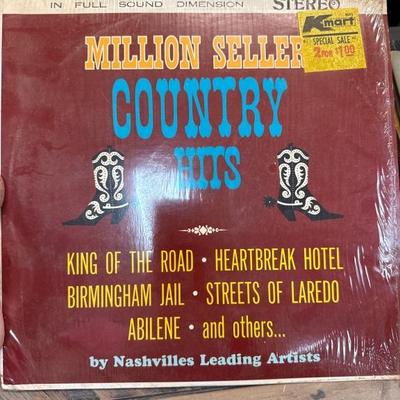 IN FULL SOUND DIMENSION STEREO
Kmart
SPECIAL SALE
2 FOR $1.00
MILLION SELLER
COUNTRY
HITS
KING OF THE ROAD • HEARTBREAK HOTEL
BIRMINGHAM JAIL • STREETS OF LAREDO
ABILENE • and others...
by Nashvilles Leading Artists